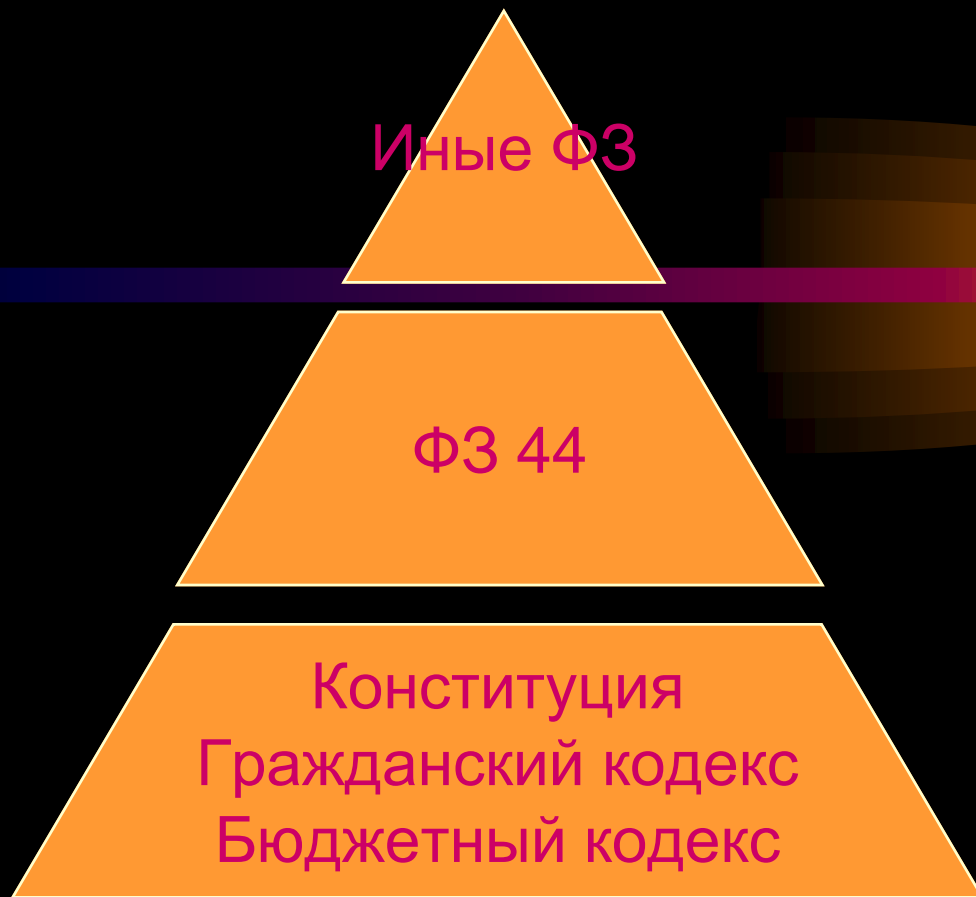 Иные ФЗ
ФЗ 44
Конституция
Гражданский кодекс
Бюджетный кодекс